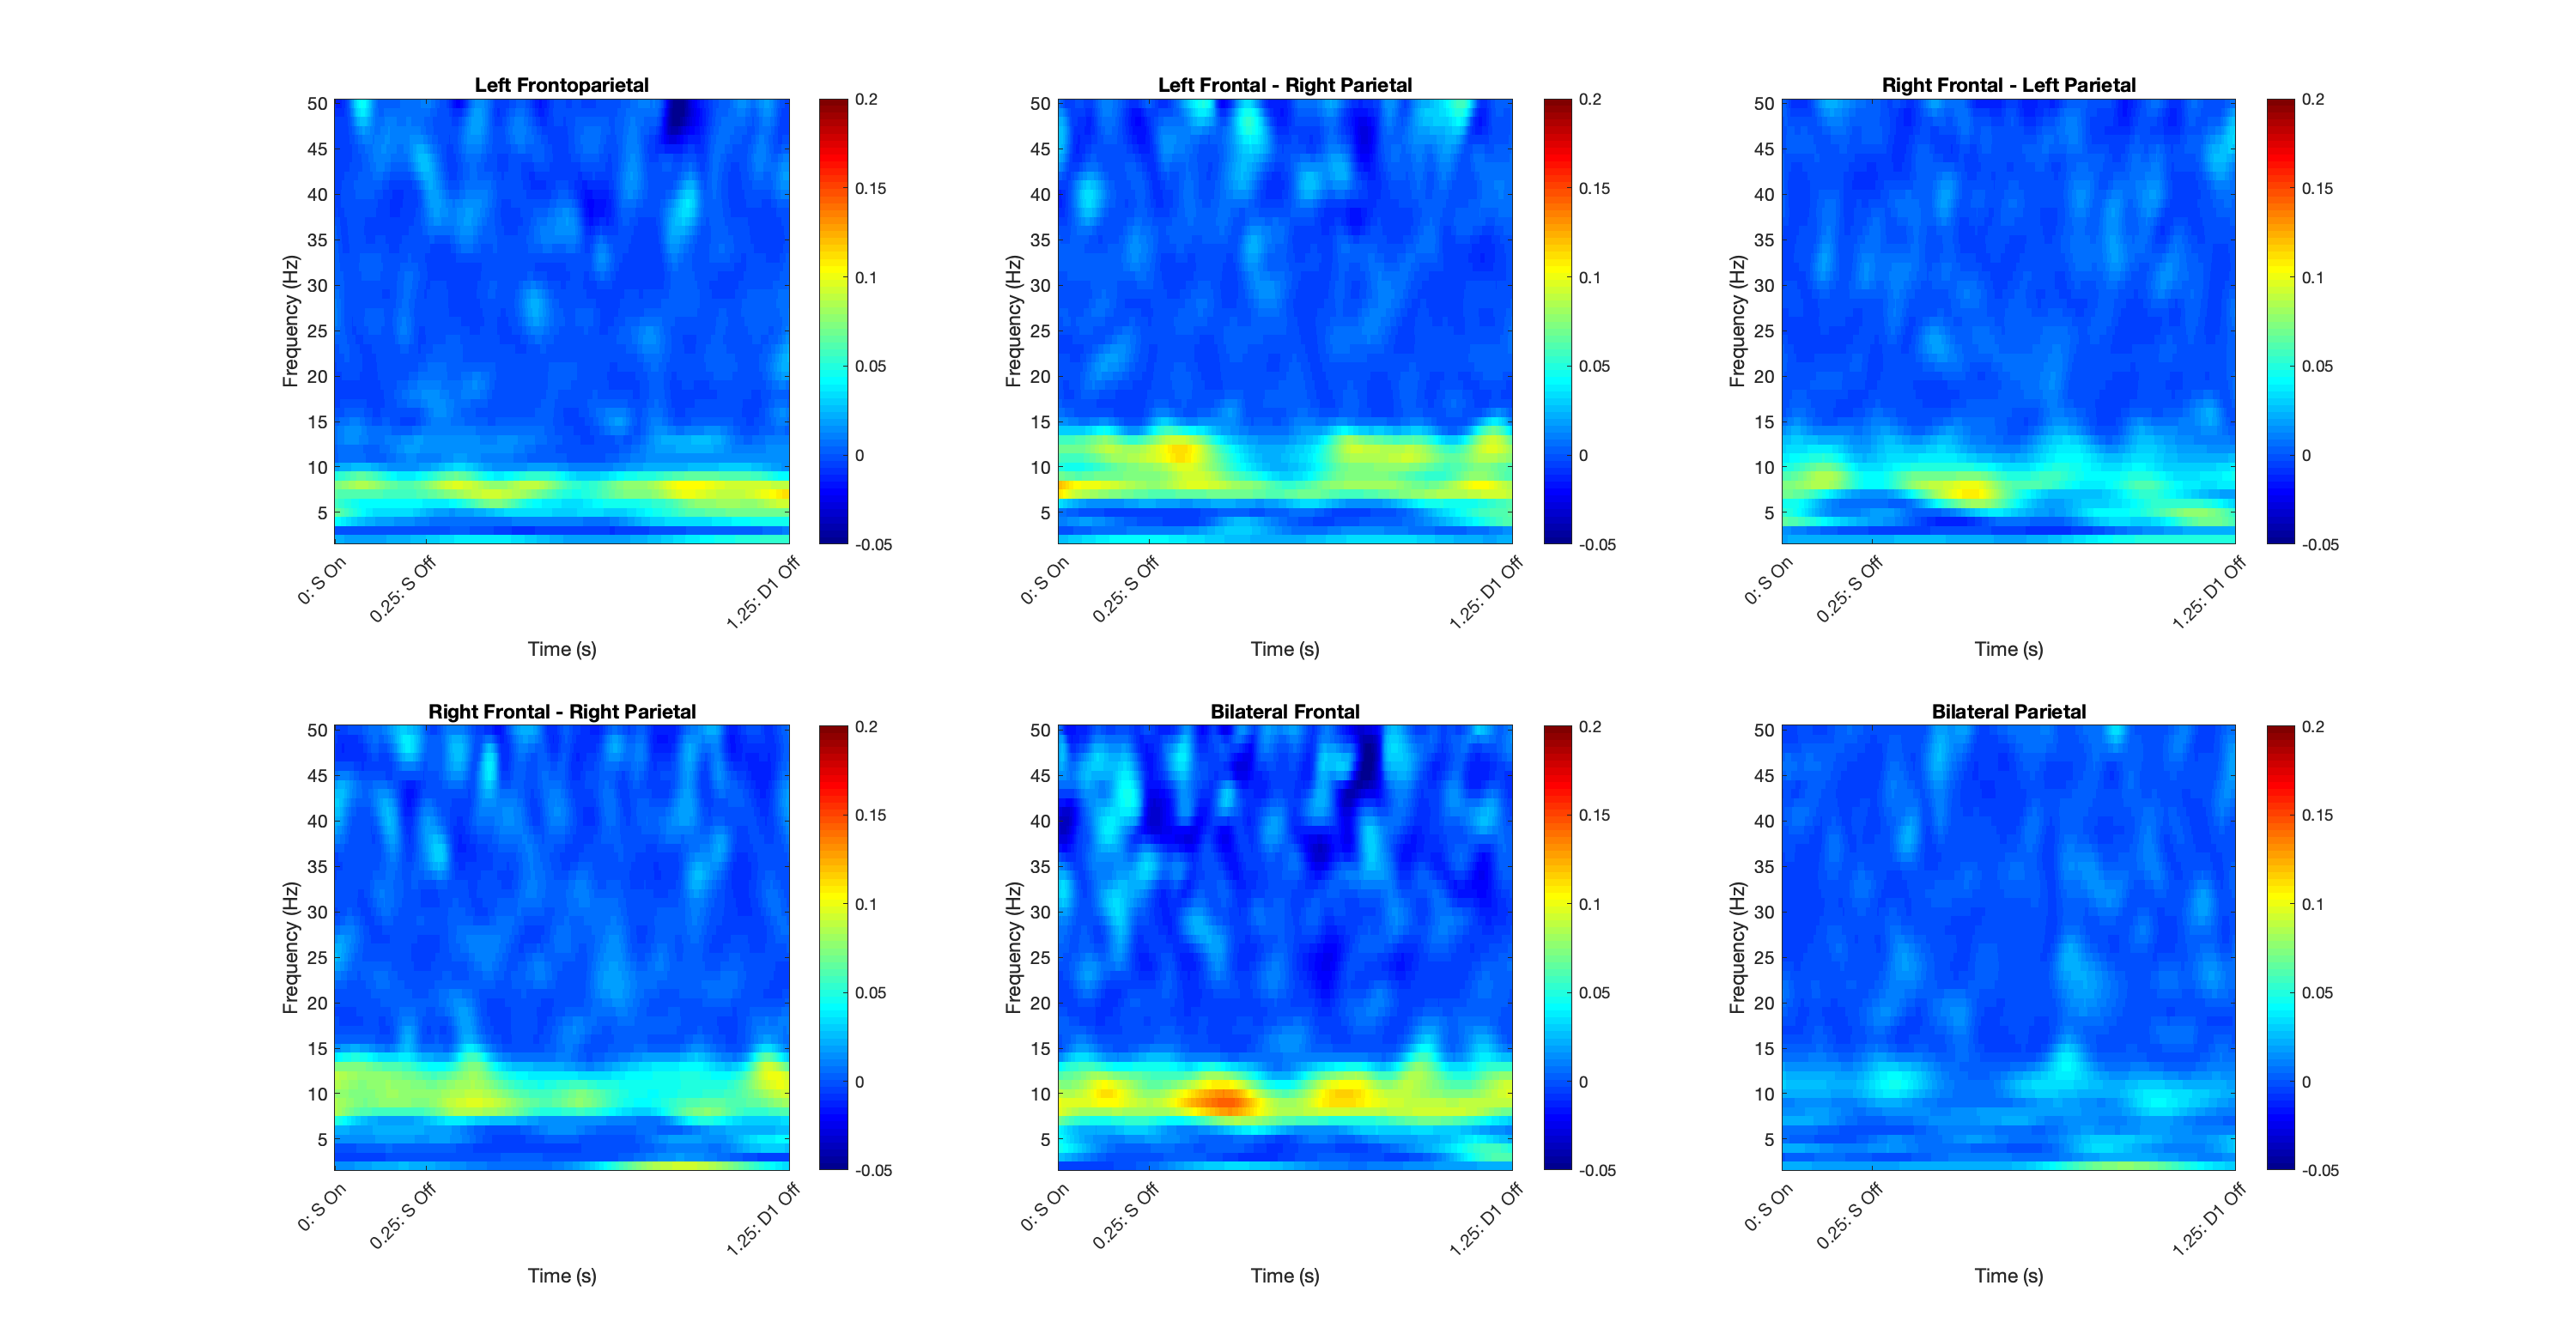 Left Frontoparietal
50
45
40
35
30
25
20
15
10
5
Frequency (Hz)
0: S On
0.25: S Off
1.25: D1 Off
Time (s)
0.2
0.15
0.1
0.05
0
-0.05
Left Frontal - Right Parietal
50
45
40
35
30
25
20
15
10
5
Frequency (Hz)
0: S On
0.25: S Off
1.25: D1 Off
Time (s)
0.2
0.15
0.1
0.05
0
-0.05
Right Frontal - Left Parietal
50
45
40
35
30
25
20
15
10
5
Frequency (Hz)
0: S On
0.25: S Off
1.25: D1 Off
Time (s)
0.2
0.15
0.1
0.05
0
-0.05
Right Frontal - Right Parietal
50
45
40
35
30
25
20
15
10
5
Frequency (Hz)
0: S On
0.25: S Off
1.25: D1 Off
Time (s)
0.2
0.15
0.1
0.05
0
-0.05
Bilateral Frontal
50
45
40
35
30
25
20
15
10
5
Frequency (Hz)
0: S On
0.25: S Off
1.25: D1 Off
Time (s)
0.2
0.15
0.1
0.05
0
-0.05
Bilateral Parietal
50
45
40
35
30
25
20
15
10
5
Frequency (Hz)
0: S On
0.25: S Off
1.25: D1 Off
Time (s)
0.2
0.15
0.1
0.05
0
-0.05